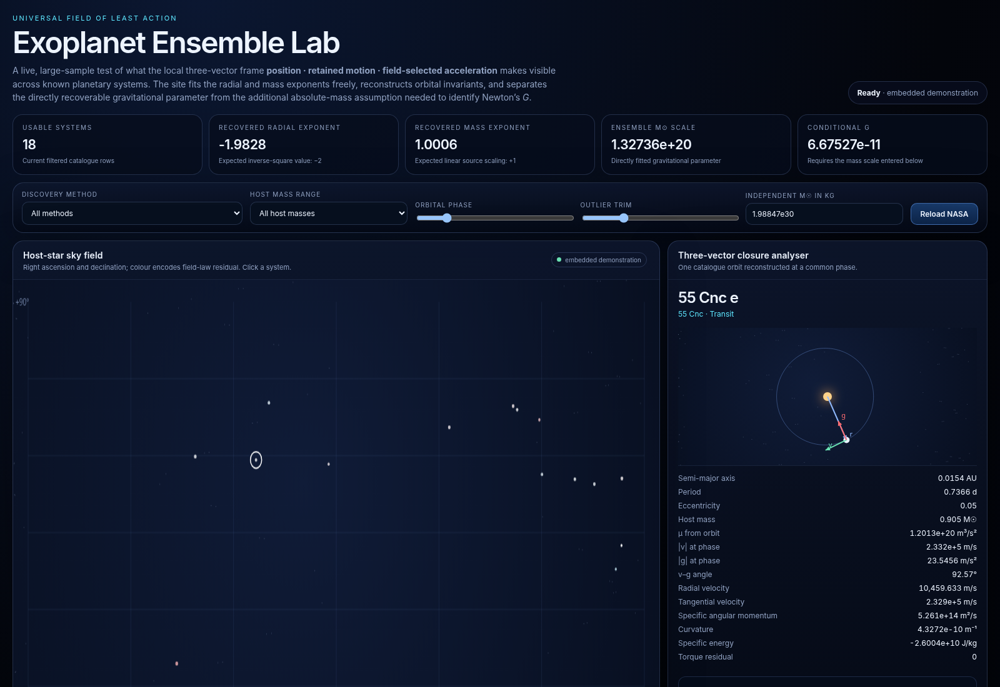 UNIVERSAL FIELD OF LEAST ACTION
Exoplanet Ensemble Lab
A live, large-sample test of what the local three-vector frame position · retained motion · field-selected acceleration makes visible
across known planetary systems. The site fits the radial and mass exponents freely, reconstructs orbital invariants, and separates
the directly recoverable gravitational parameter from the additional absolute-mass assumption needed to identify Newton’s G.
Ready · embedded demonstration
USABLE SYSTEMS
18
Current filtered catalogue rows
RECOVERED RADIAL EXPONENT
-1.9828
Expected inverse-square value: −2
RECOVERED MASS EXPONENT
1.0006
Expected linear source scaling: +1
ENSEMBLE M⊙ SCALE
1.32736e+20
Directly fitted gravitational parameter
CONDITIONAL G
6.67527e-11
Requires the mass scale entered below
DISCOVERY METHOD
All methods
HOST MASS RANGE
All host masses
ORBITAL PHASE
OUTLIER TRIM
INDEPENDENT M☉ IN KG
1.98847e30
Reload NASA
Host-star sky field
Right ascension and declination; colour encodes field-law residual. Click a system.
embedded demonstration
+90°
Three-vector closure analyser
One catalogue orbit reconstructed at a common phase.
55 Cnc e
55 Cnc · Transit
g
r
v
Semi-major axis 0.0154 AU
Period 0.7366 d
Eccentricity 0.05
Host mass 0.905 M☉
μ from orbit 1.2013e+20 m³/s²
|v| at phase 2.332e+5 m/s
|g| at phase 23.5456 m/s²
v–g angle 92.57°
Radial velocity 10,459.633 m/s
Tangential velocity 2.329e+5 m/s
Specific angular momentum 5.261e+14 m²/s
Curvature 4.3272e-10 m⁻¹
Specific energy -2.6004e+10 J/kg
Torque residual 0